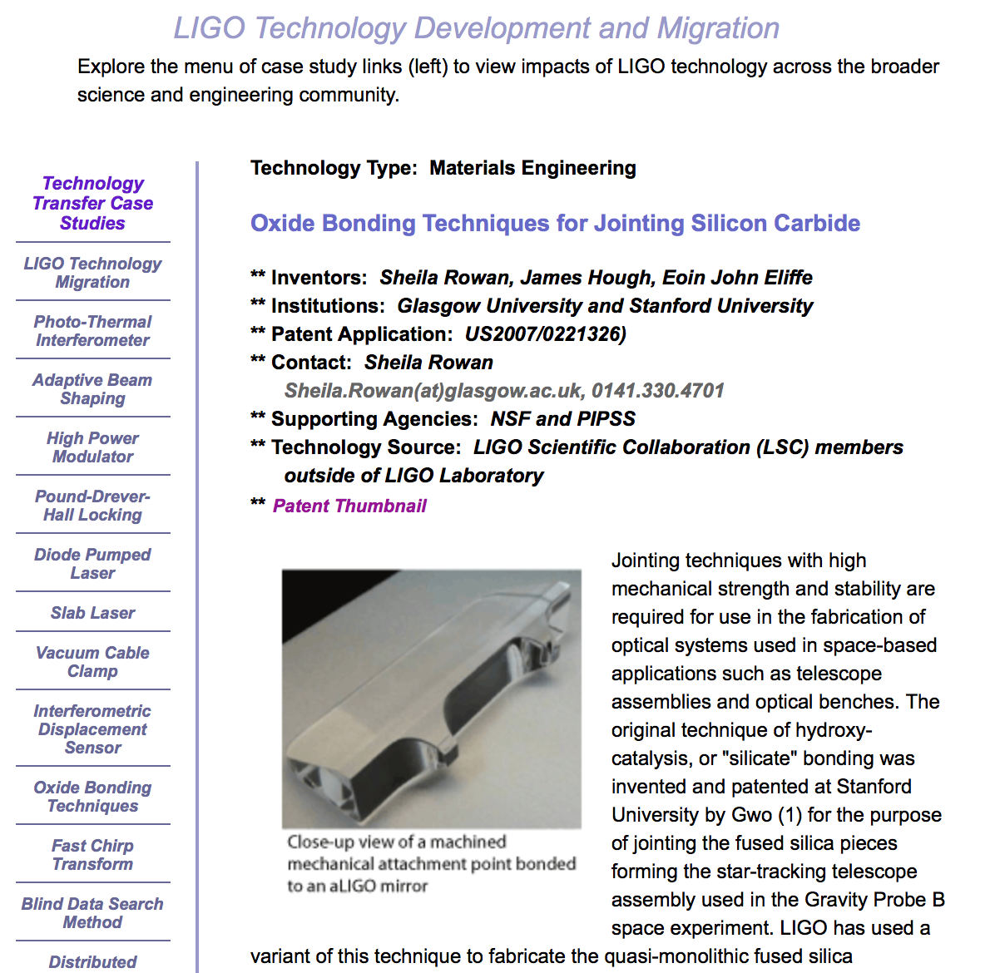 LIGO Technology Development and Migration
Explore the menu of case study links (left) to view impacts of LIGO technology across the broader
science and engineering community.
Technology
Transfer Case
Studies
LIGO Technology
Migration
Photo-Thermal
Interferometer
Adaptive Beam
Shaping
High Power
Modulator
Pound-Drever-
Hall Locking
Diode Pumped
Laser
Slab Laser
Vacuum Cable
Clamp
Interferometric
Displacement
Sensor
Oxide Bonding
Techniques
Fast Chirp
Transform
Blind Data Search
Method
Distributed
Technology Type:  Materials Engineering
Oxide Bonding Techniques for Jointing Silicon Carbide
** Inventors:  Sheila Rowan, James Hough, Eoin John Eliffe
** Institutions:  Glasgow University and Stanford University
** Patent Application:  US2007/0221326)
** Contact:  Sheila Rowan
Sheila.Rowan(at)glasgow.ac.uk, 0141.330.4701
** Supporting Agencies:  NSF and PIPSS
** Technology Source:  LIGO Scientific Collaboration (LSC) members
outside of LIGO Laboratory
** Patent Thumbnail
Close-up view of a machined
mechanical attachment point bonded
to an aLIGO mirror
Jointing techniques with high
mechanical strength and stability are
required for use in the fabrication of
optical systems used in space-based
applications such as telescope
assemblies and optical benches. The
original technique of hydroxy-
catalysis, or "silicate" bonding was
invented and patented at Stanford
University by Gwo (1) for the purpose
of jointing the fused silica pieces
forming the star-tracking telescope
assembly used in the Gravity Probe B
space experiment. LIGO has used a
variant of this technique to fabricate the quasi-monolithic fused silica